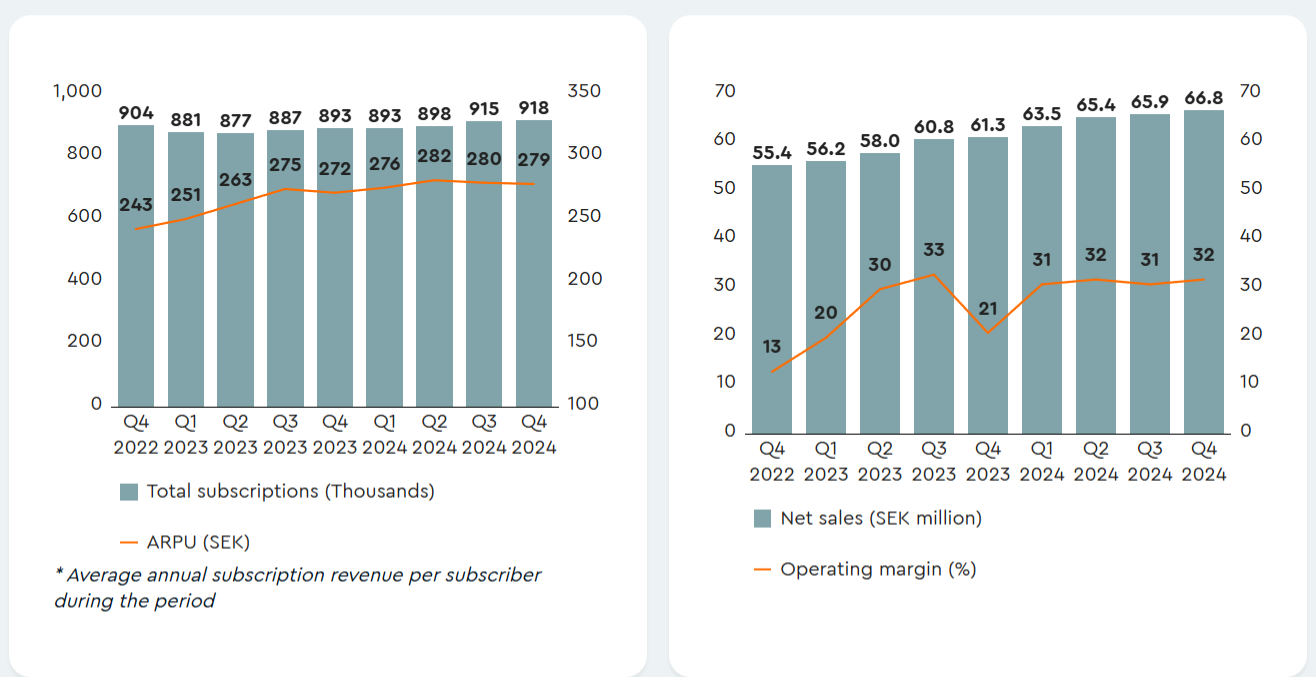 1,000
800
600
400
200
0
350
300
250
200
150
100
904 881 877 887 893 893 898 915 918
243 251 263 275 272 276 282 280 279
Q4 Q1 Q2 Q3 Q4 Q1 Q2 Q3 Q4
2022 2023 2023 2023 2023 2024 2024 2024 2024
Total subscriptions (Thousands)
ARPU (SEK)
* Average annual subscription revenue per subscriber
during the period
70
60
50
40
30
20
10
0
70
60
50
40
30
20
10
0
55.4 56.2 58.0 60.8 61.3 63.5 65.4 65.9 66.8
13 20 30 33 21 31 32 31 32
Q4 Q1 Q2 Q3 Q4 Q1 Q2 Q3 Q4
2022 2023 2023 2023 2023 2024 2024 2024 2024
Net sales (SEK million)
Operating margin (%)